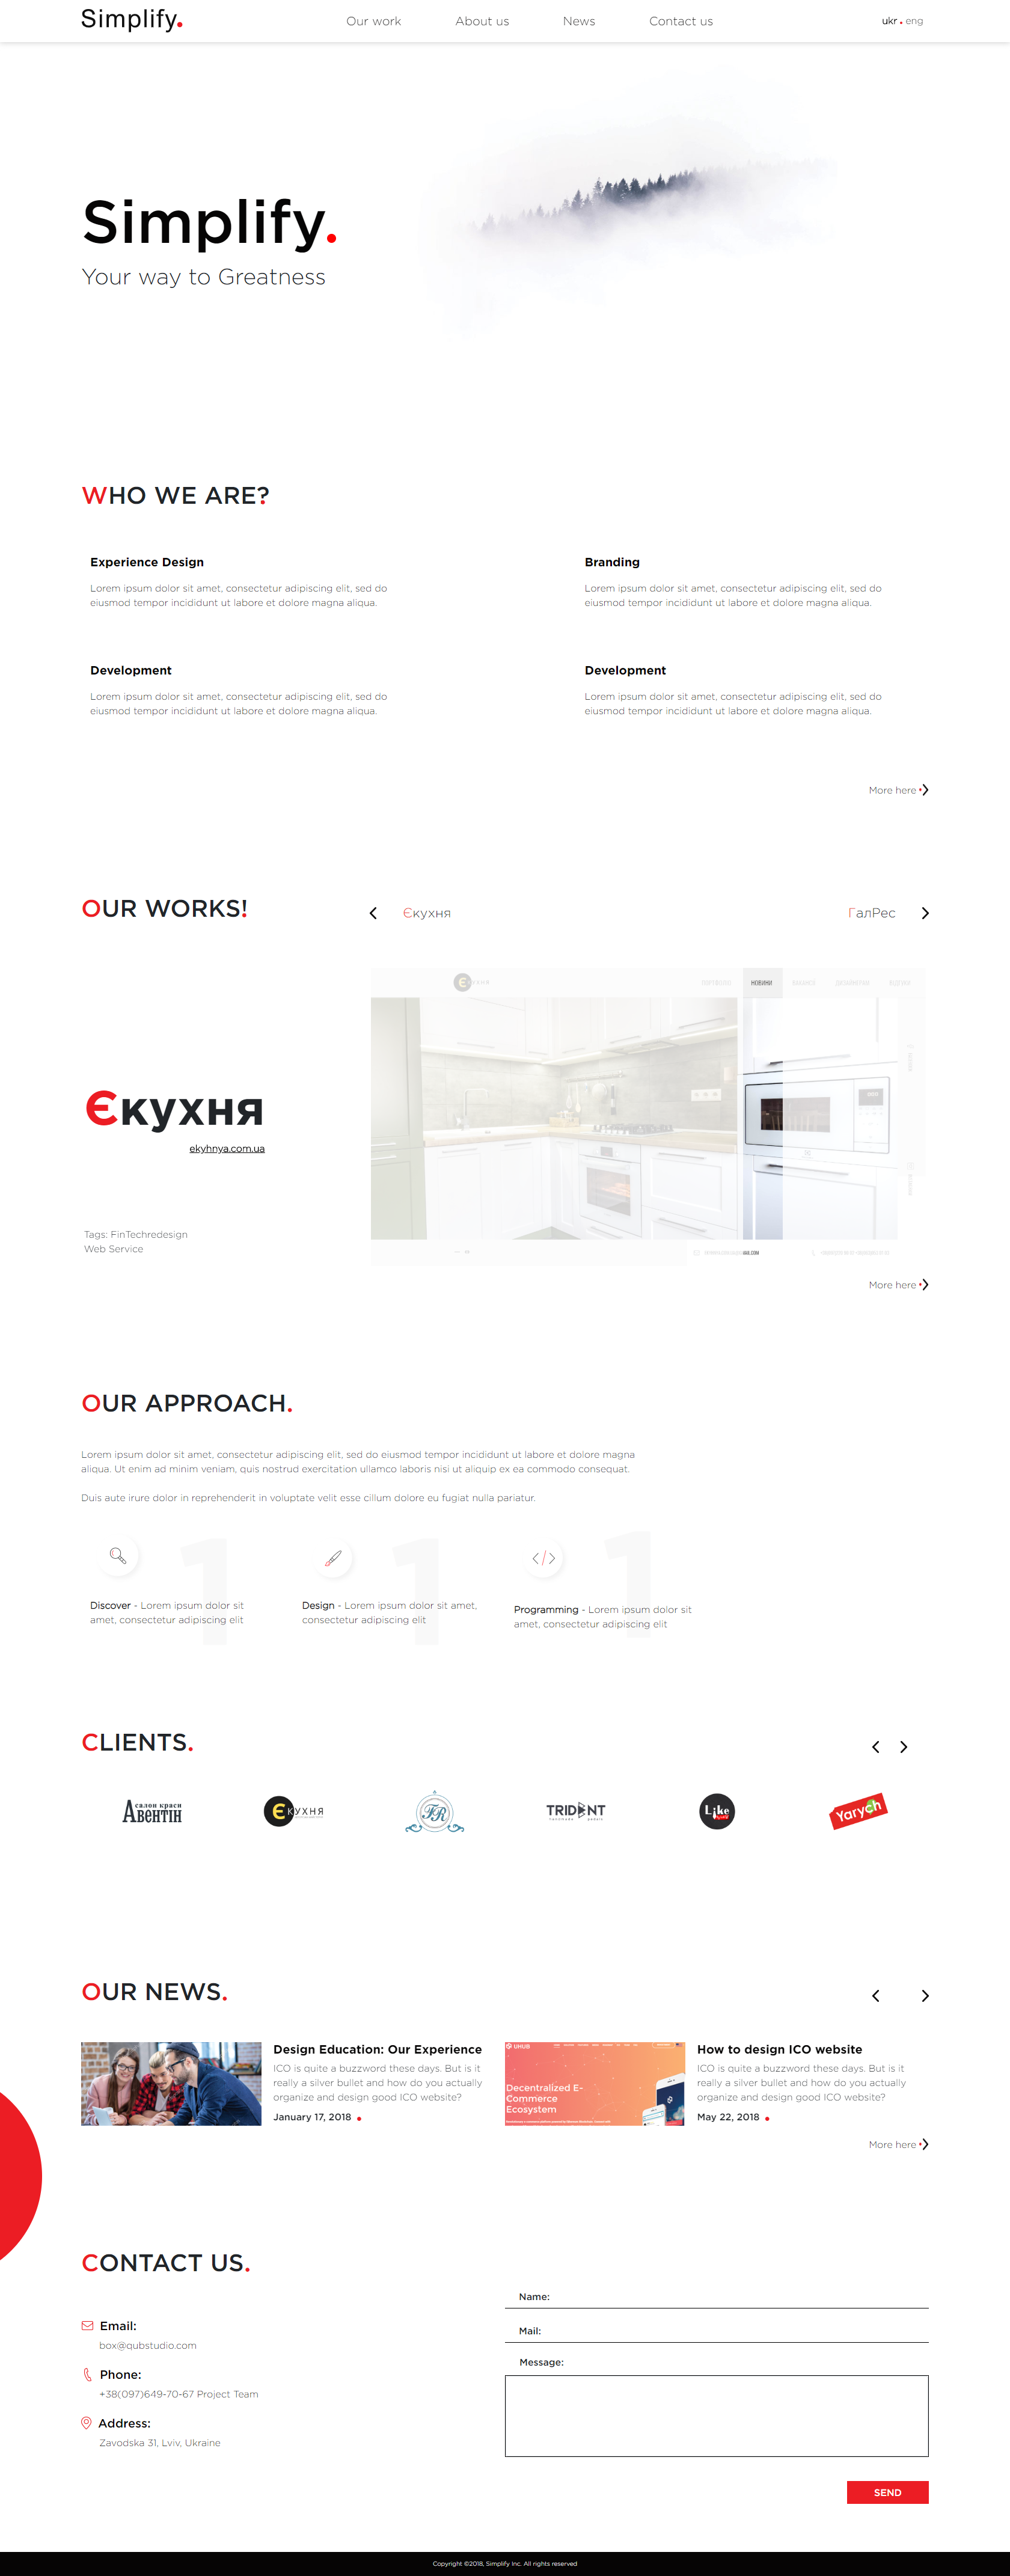 Simplify.
Our work
About us
News
Contact us
ukr . eng
Simplify.
Your way to Greatness
WHO WE ARE?
Experience Design
Lorem ipsum dolor sit amet, consectetur adipiscing elit, sed do
eiusmod tempor incididunt ut labore et dolore magna aliqua.
Branding
Lorem ipsum dolor sit amet, consectetur adipiscing elit, sed do
eiusmod tempor incididunt ut labore et dolore magna aliqua.
Development
Lorem ipsum dolor sit amet, consectetur adipiscing elit, sed do
eiusmod tempor incididunt ut labore et dolore magna aliqua.
Development
Lorem ipsum dolor sit amet, consectetur adipiscing elit, sed do
eiusmod tempor incididunt ut labore et dolore magna aliqua.
More here
OUR WORKS!
Єкухня
ГалРес
ЄКУХНЯ
НОВИНИ
Єкухня
ekyhnya.com.ua
Tags: FinTechredesign
Web Service
More here
OUR APPROACH.
Lorem ipsum dolor sit amet, consectetur adipiscing elit, sed do eiusmod tempor incididunt ut labore et dolore magna
aliqua. Ut enim ad minim veniam, quis nostrud exercitation ullamco laboris nisi ut aliquip ex ea commodo consequat.
Duis aute irure dolor in reprehenderit in voluptate velit esse cillum dolore eu fugiat nulla pariatur.
1
Discover - Lorem ipsum dolor sit
amet, consectetur adipiscing elit
1
Design - Lorem ipsum dolor sit amet,
consectetur adipiscing elit
1
Programming - Lorem ipsum dolor sit
amet, consectetur adipiscing elit
CLIENTS.
салон краси
АВЕНТІН
ЄКУХНЯ
FR
TRIDENT
Like
Yarych
OUR NEWS.
Design Education: Our Experience
ICO is quite a buzzword these days. But is it
really a silver bullet and how do you actually
organize and design good ICO website?
January 17, 2018
UHUB
Decentralized E-
Commerce
Ecosystem
How to design ICO website
ICO is quite a buzzword these days. But is it
really a silver bullet and how do you actually
organize and design good ICO website?
May 22, 2018
More here
CONTACT US.
Email:
box@qubstudio.com
Phone:
+38(097)649-70-67 Project Team
Address:
Zavodska 31, Lviv, Ukraine
Name:
Mail:
Message:
SEND
Copyright ©2018, Simplify Inc. All rights reserved